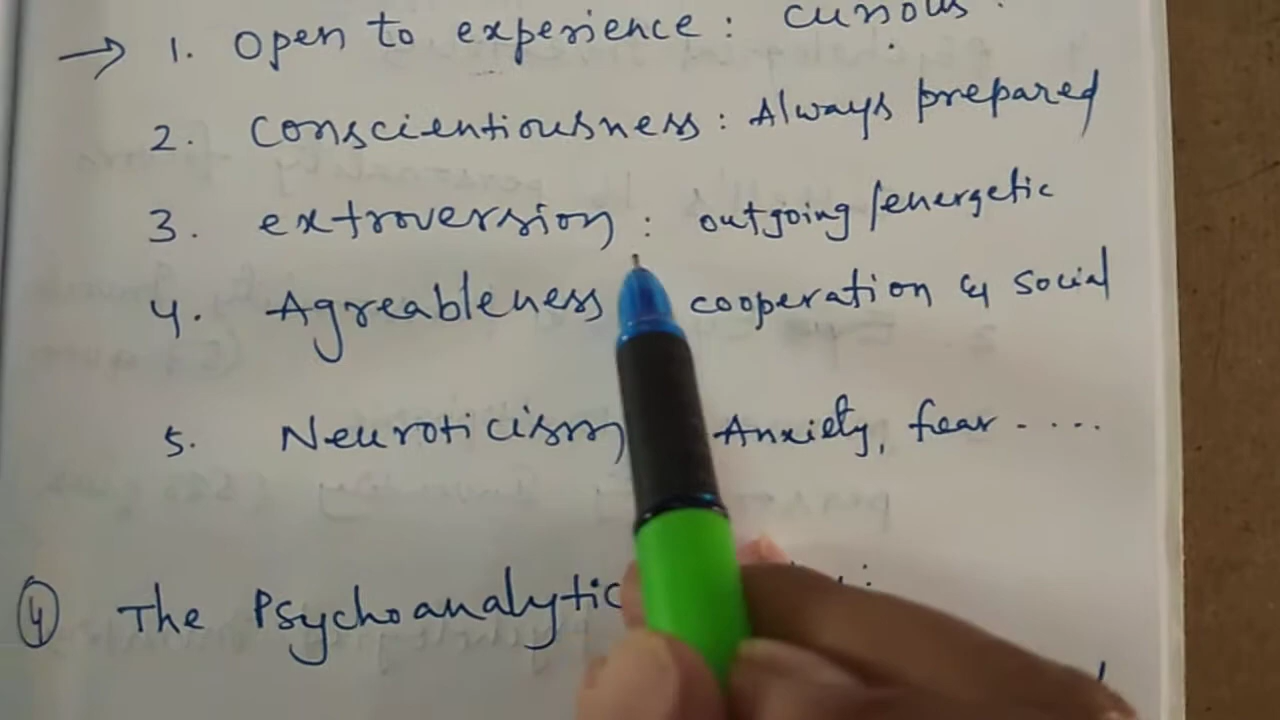 → 1. Open to experience: curious.
2. Conscientiousness: Always prepared
3. extroversion: outgoing/energetic
4. Agreableness cooperation & social
5. Neuroticism Anxiety, fear ....
④ The Psychoanalytic